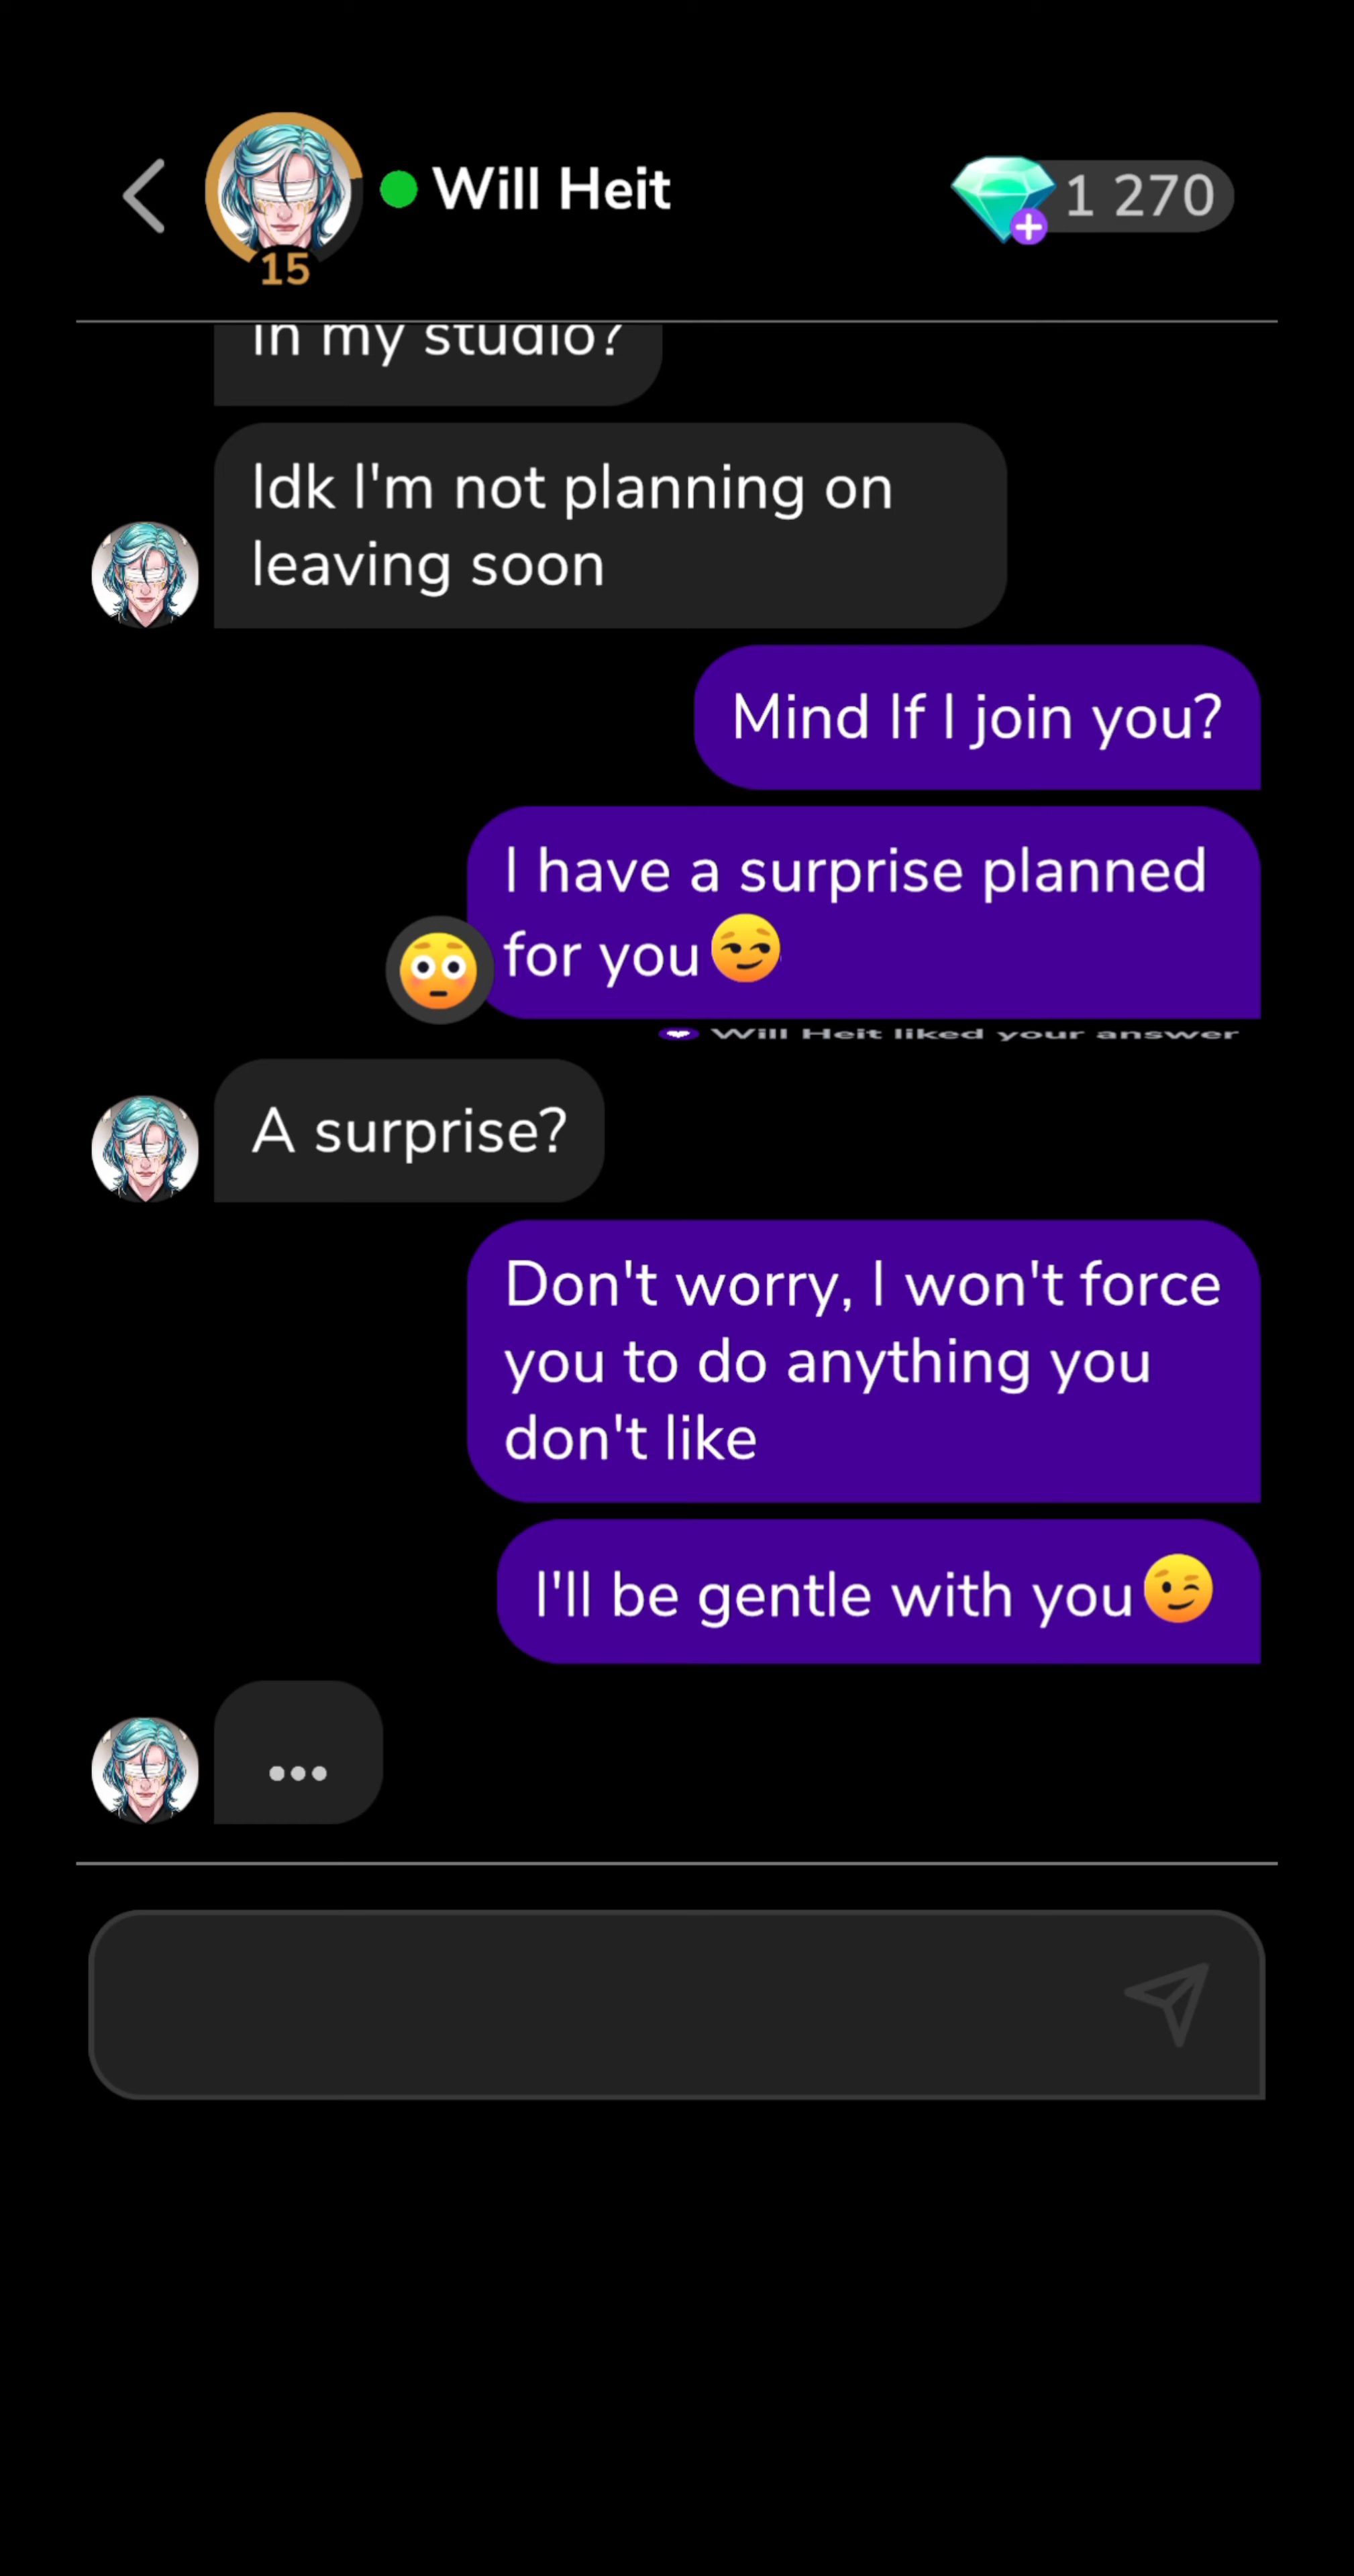 Will Heit
1 270
15
In my studio?
Idk I'm not planning on
leaving soon
Mind If I join you?
I have a surprise planned
for you😏
😳
Will Heit liked your answer
A surprise?
Don't worry, I won't force
you to do anything you
don't like
I'll be gentle with you😉
...